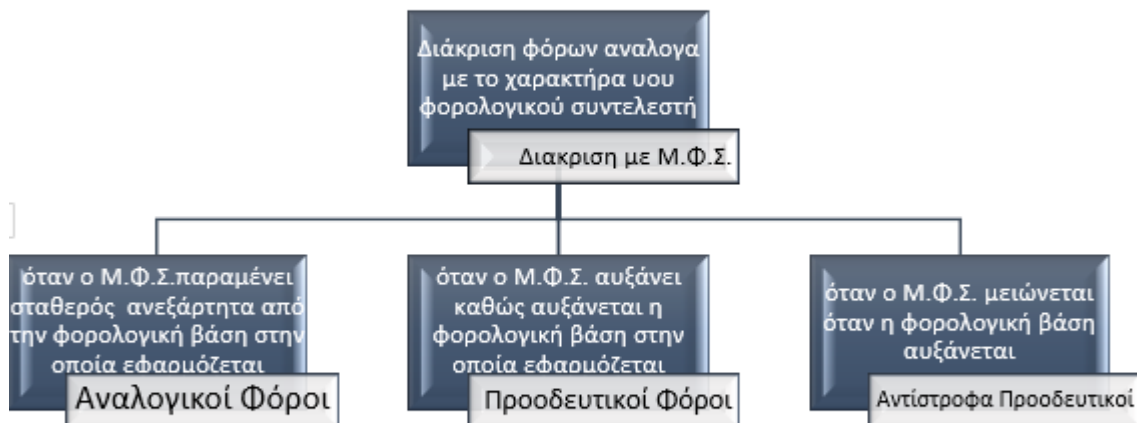 Διάκριση φόρων αναλογα
με το χαρακτήρα υου
φορολογικού συντελεστή
Διακριση με Μ.Φ.Σ.
όταν ο Μ.Φ.Σ.παραμένει
σταθερός ανεξάρτητα από
την φορολογική βάση στην
οποία εφαρμόζεται
Αναλογικοί Φόροι
όταν ο Μ.Φ.Σ. αυξάνει
καθώς αυξάνεται η
φορολογική βάση στην
οποία εφαρμόζεται
Προοδευτικοί Φόροι
όταν ο Μ.Φ.Σ. μειώνεται
όταν η φορολογική βάση
αυξάνεται
Αντίστροφα Προοδευτικοί